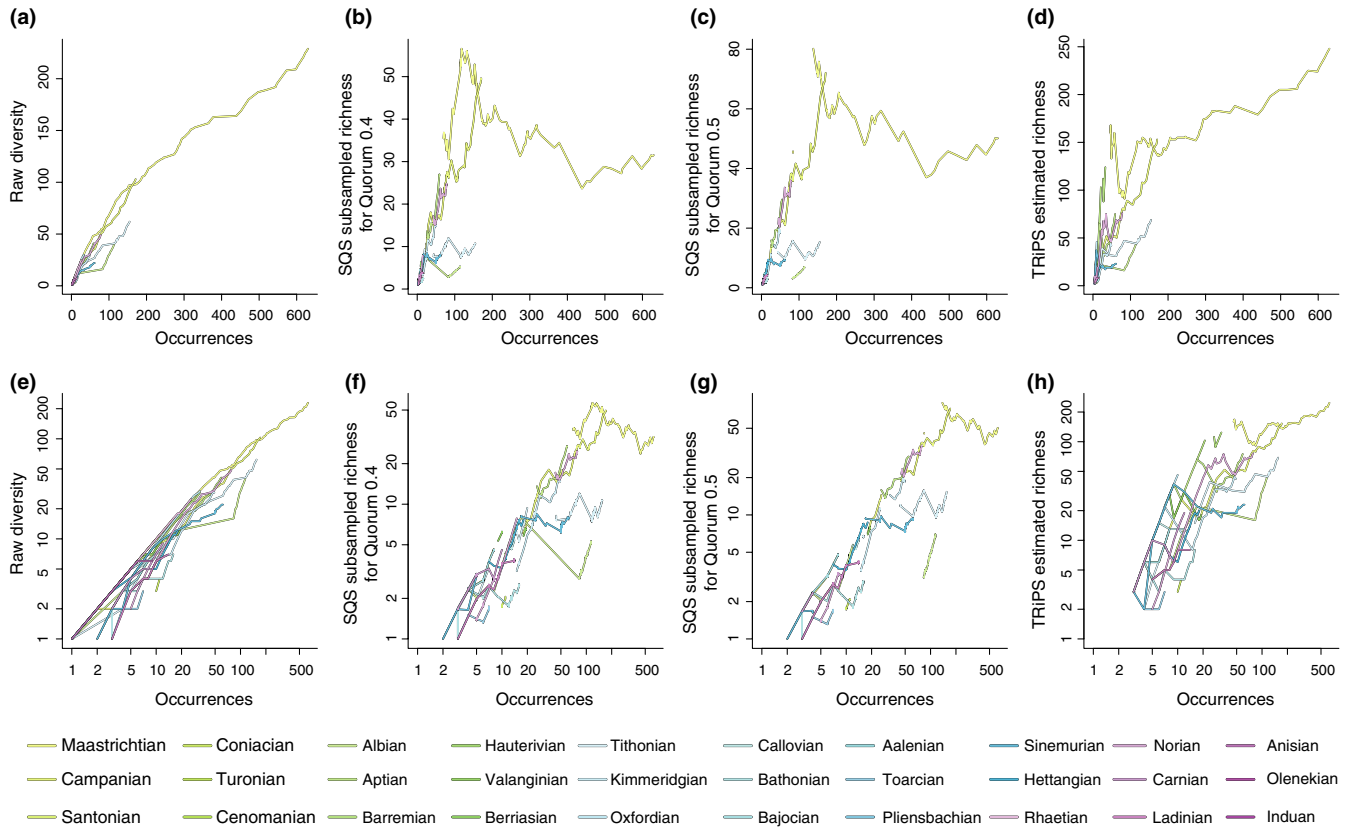 (a)
(b)
(c)
(d)
Raw diversity
200
150
100
50
0
0 100 200 300 400 500 600
Occurrences
SQS subsampled richness
for Quorum 0.4
50
40
30
20
10
0
0 100 200 300 400 500 600
Occurrences
SQS subsampled richness
for Quorum 0.5
80
60
40
20
0
0 100 200 300 400 500 600
Occurrences
TRiPS estimated richness
250
200
150
100
50
0
0 100 200 300 400 500 600
Occurrences
(e)
(f)
(g)
(h)
Raw diversity
200
100
50
20
10
5
2
1
1 2 5 10 20 50 100 500
Occurrences
SQS subsampled richness
for Quorum 0.4
50
20
10
5
2
1
1 2 5 10 20 50 100 500
Occurrences
SQS subsampled richness
for Quorum 0.5
50
20
10
5
2
1
1 2 5 10 20 50 100 500
Occurrences
TRiPS estimated richness
200
100
50
20
10
5
2
1
1 2 5 10 20 50 100 500
Occurrences
Maastrichtian Coniacian Albian Hauterivian Tithonian Callovian Aalenian Sinemurian Norian Anisian
Campanian Turonian Aptian Valanginian Kimmeridgian Bathonian Toarcian Hettangian Carnian Olenekian
Santonian Cenomanian Barremian Berriasian Oxfordian Bajocian Pliensbachian Rhaetian Ladinian Induan